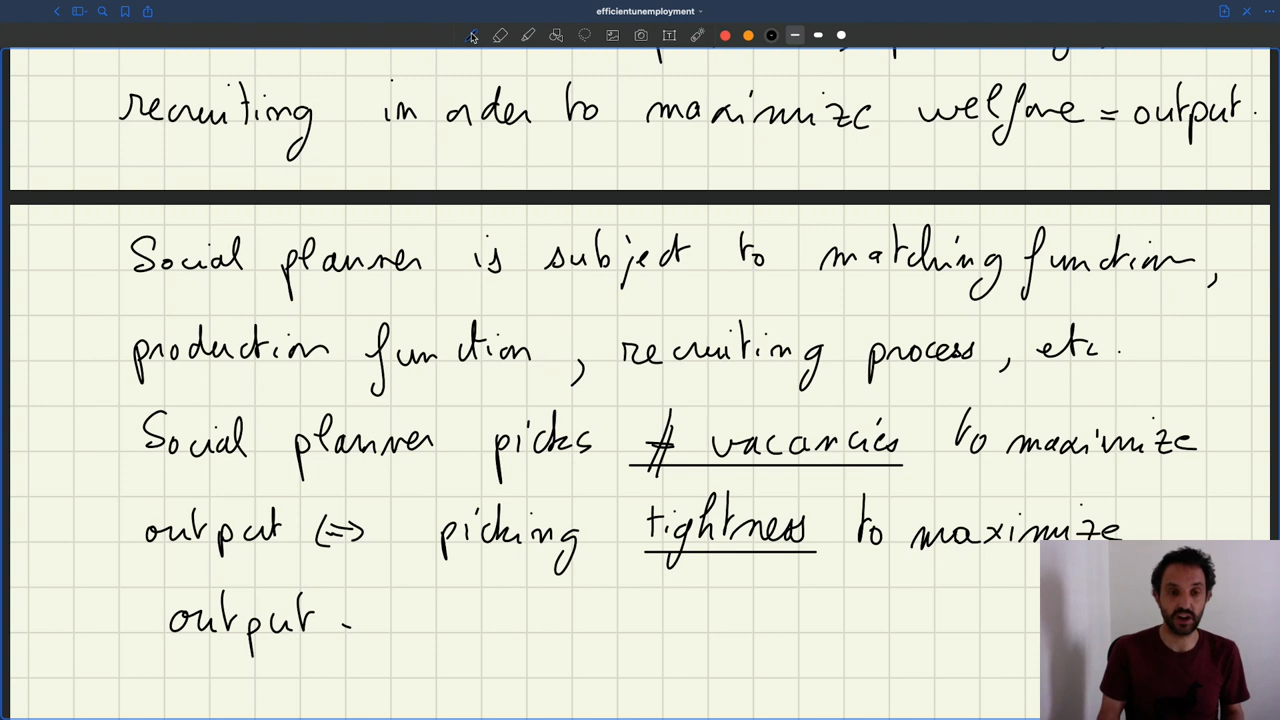 efficientunemployment
recruiting in order to maximize welfare = output.
Social planner is subject to matching function,
production function, recruiting process, etc.
Social planner picks # vacancies to maximize
output ⇔ picking tightness to maximize
output.